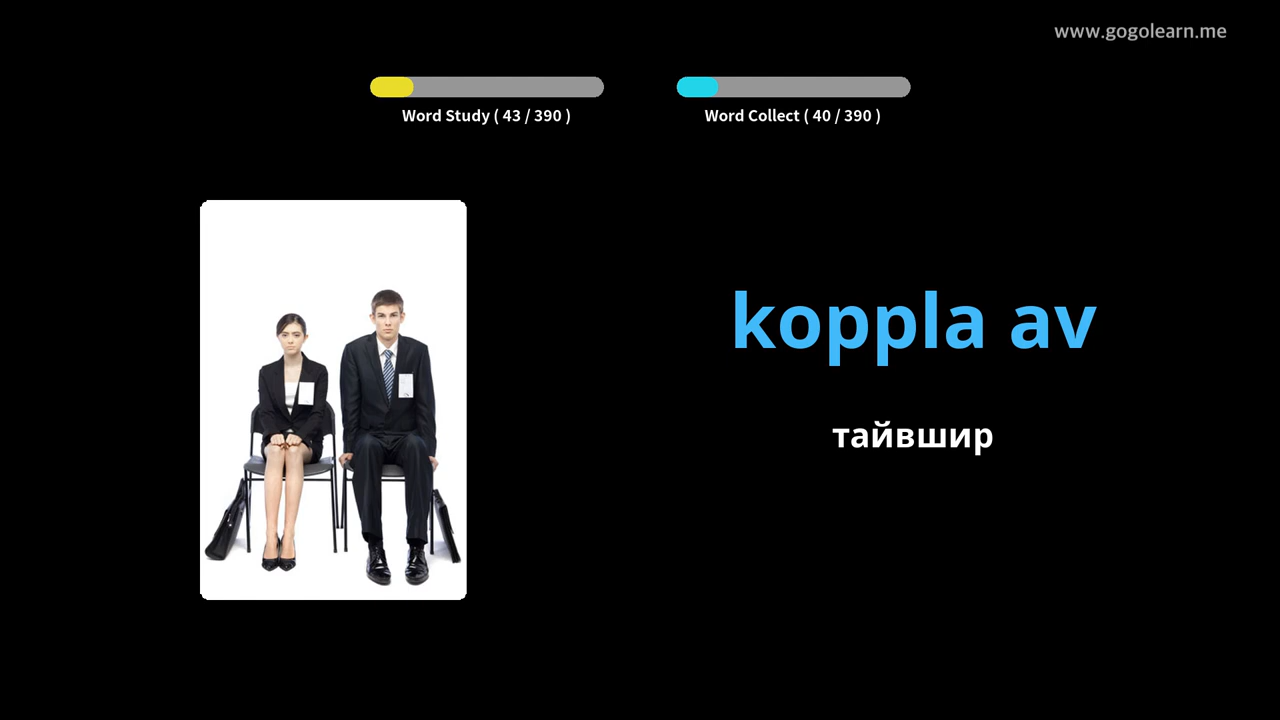 www.gogolearn.me
Word Study ( 43 / 390 )
Word Collect ( 40 / 390 )
koppla av
тайвшир